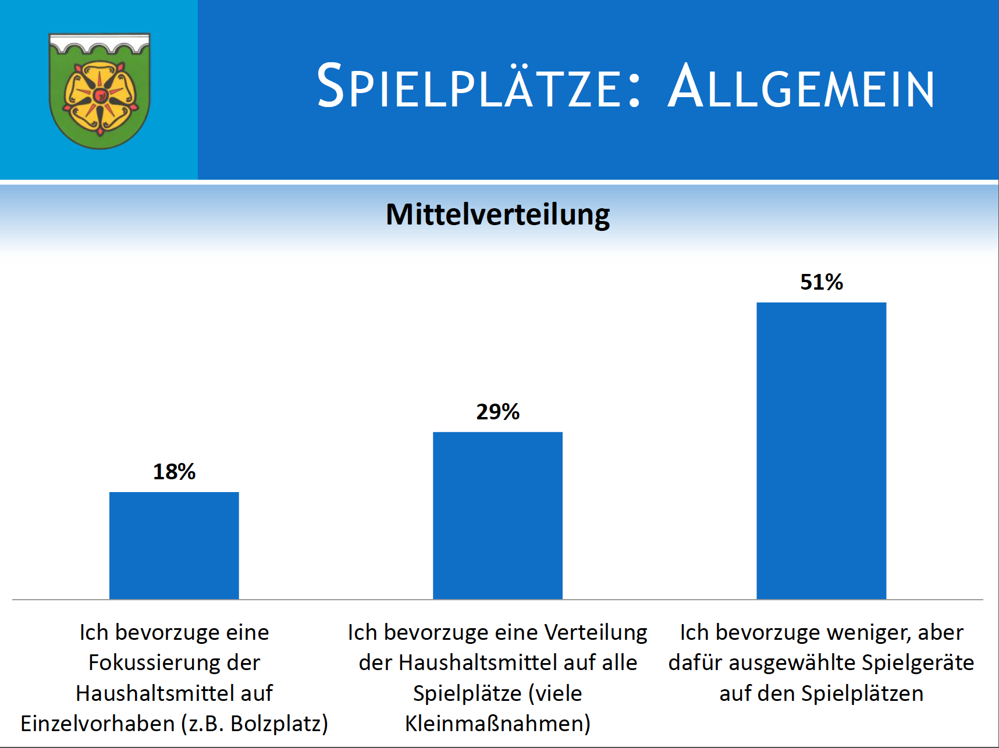 Spielplätze: Allgemein
Mittelverteilung
51%
29%
18%
Ich bevorzuge eine
Fokussierung der
Haushaltsmittel auf
Einzelvorhaben (z.B. Bolzplatz)
Ich bevorzuge eine Verteilung
der Haushaltsmittel auf alle
Spielplätze (viele
Kleinmaßnahmen)
Ich bevorzuge weniger, aber
dafür ausgewählte Spielgeräte
auf den Spielplätzen